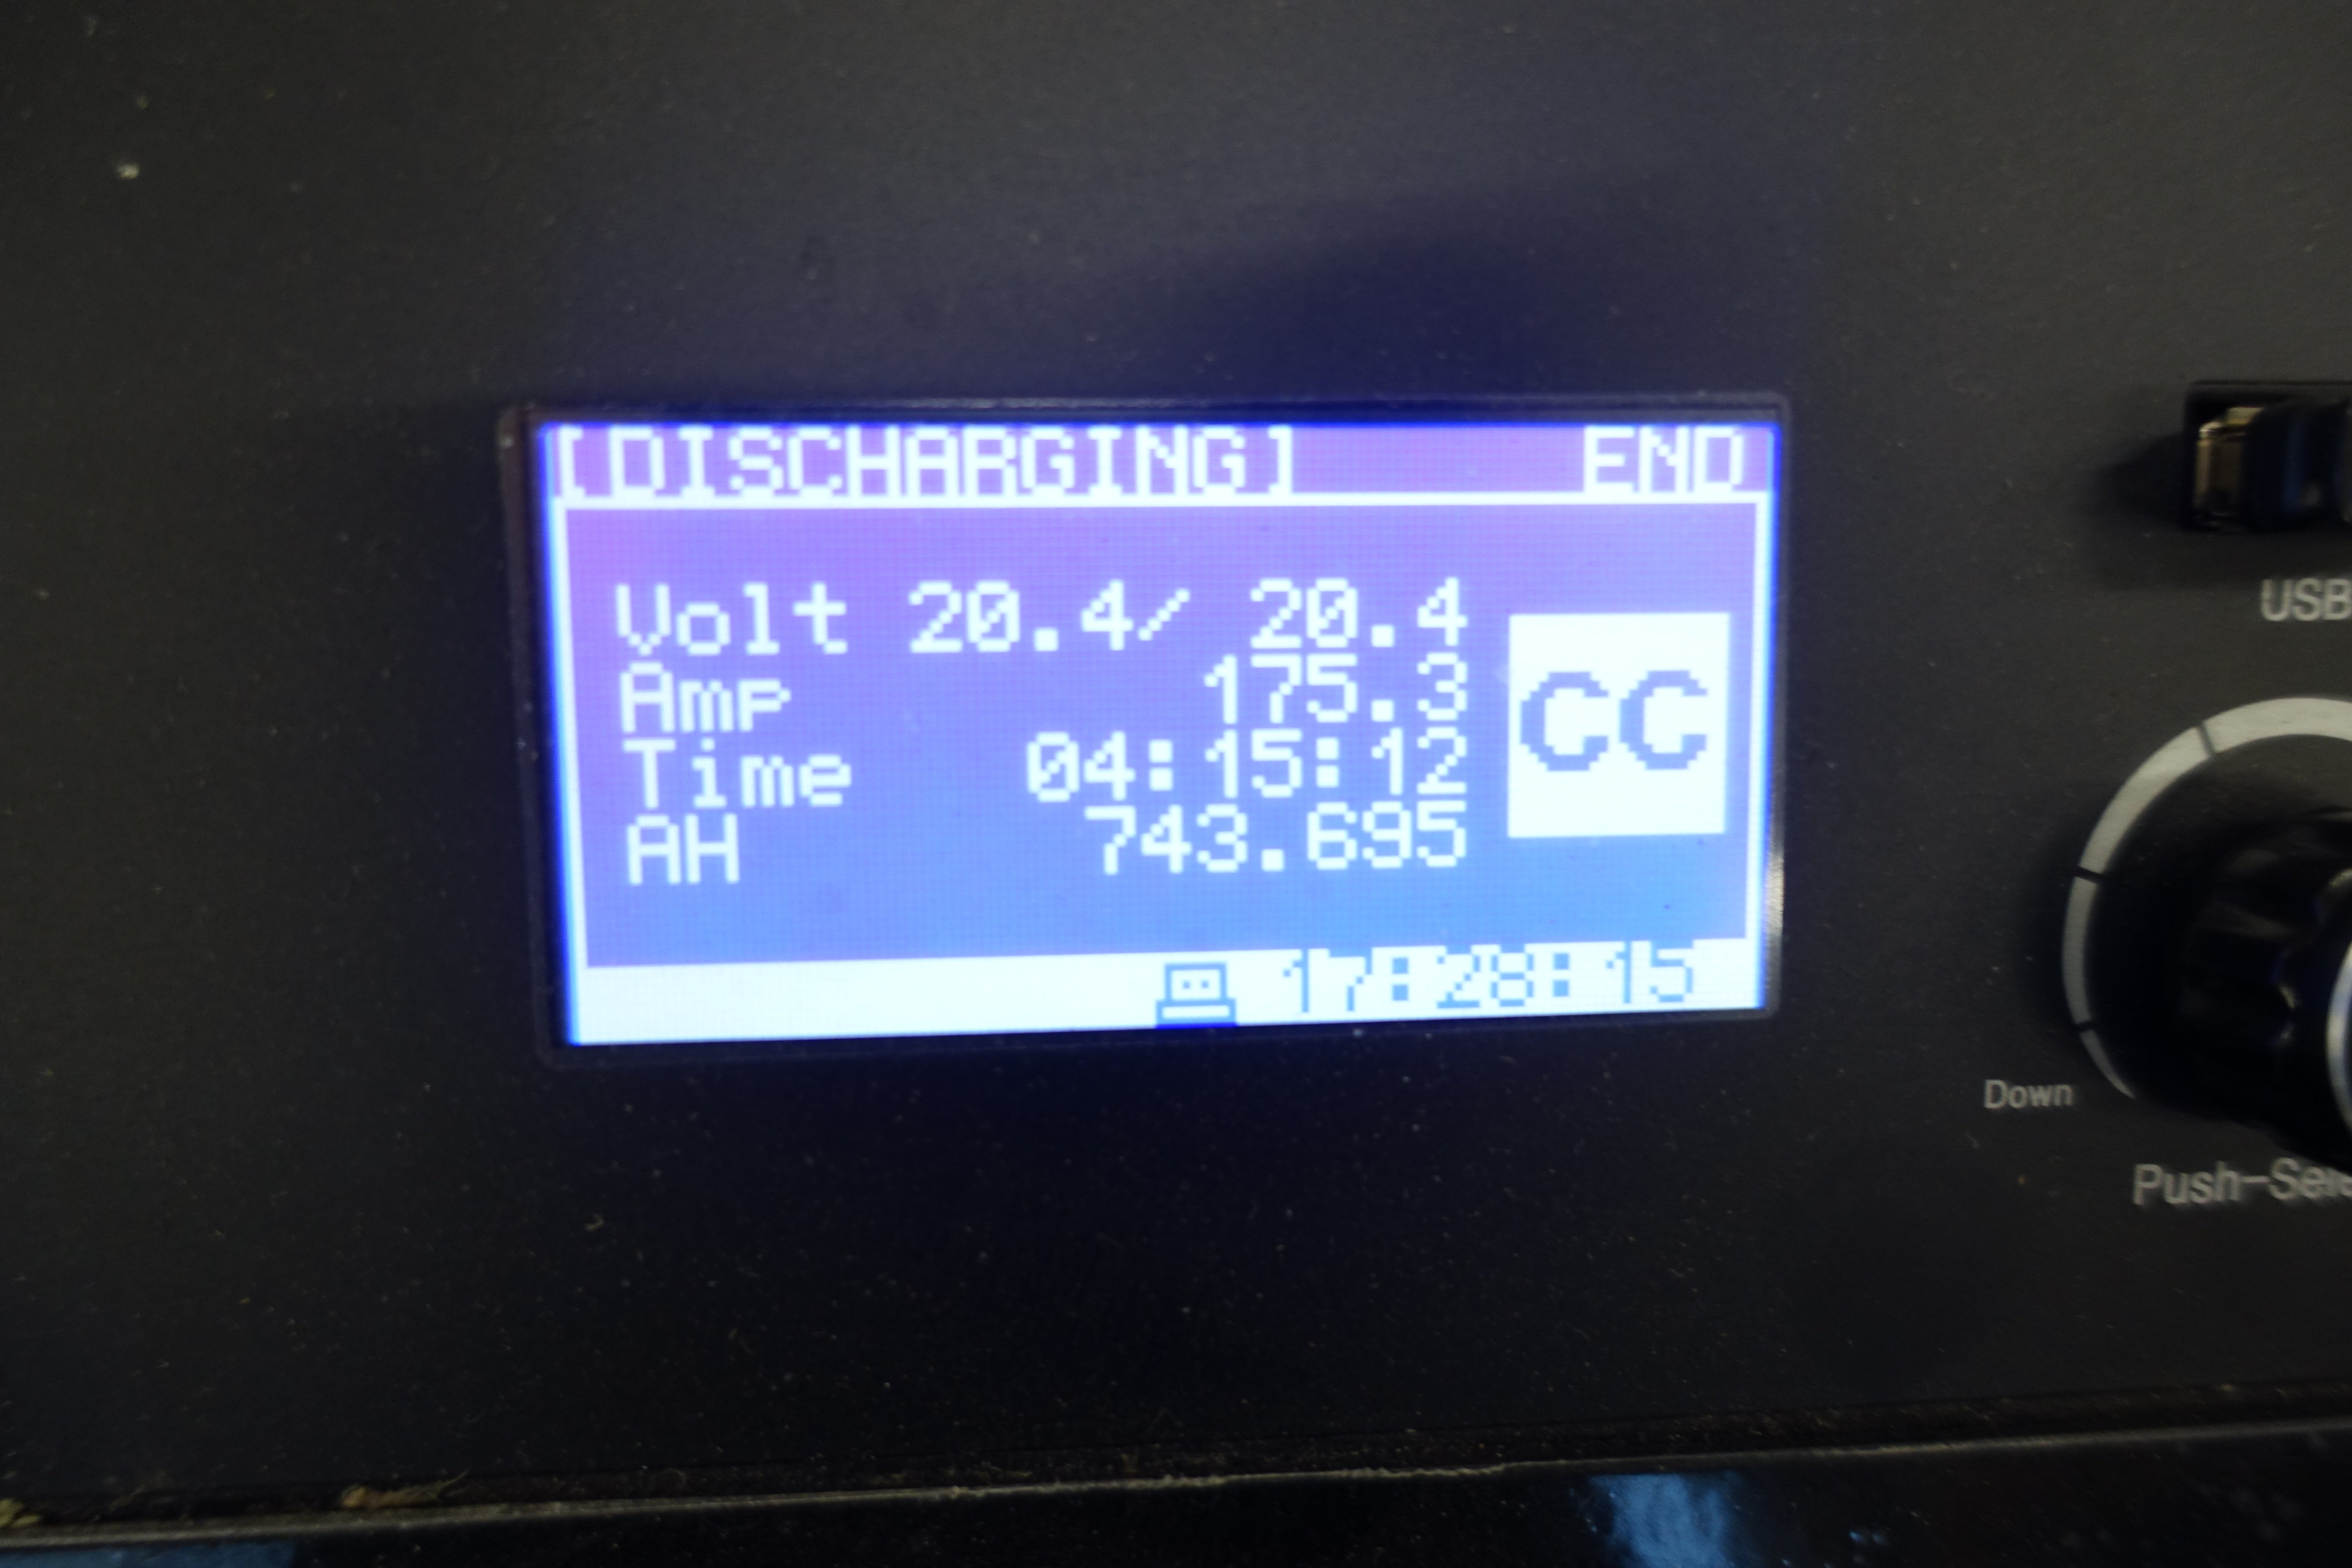 [DISCHARGING] END
Volt 20.4/ 20.4
Amp 175.3
Time 04:15:12
AH 743.695
CC
17:28:15
USB
Down